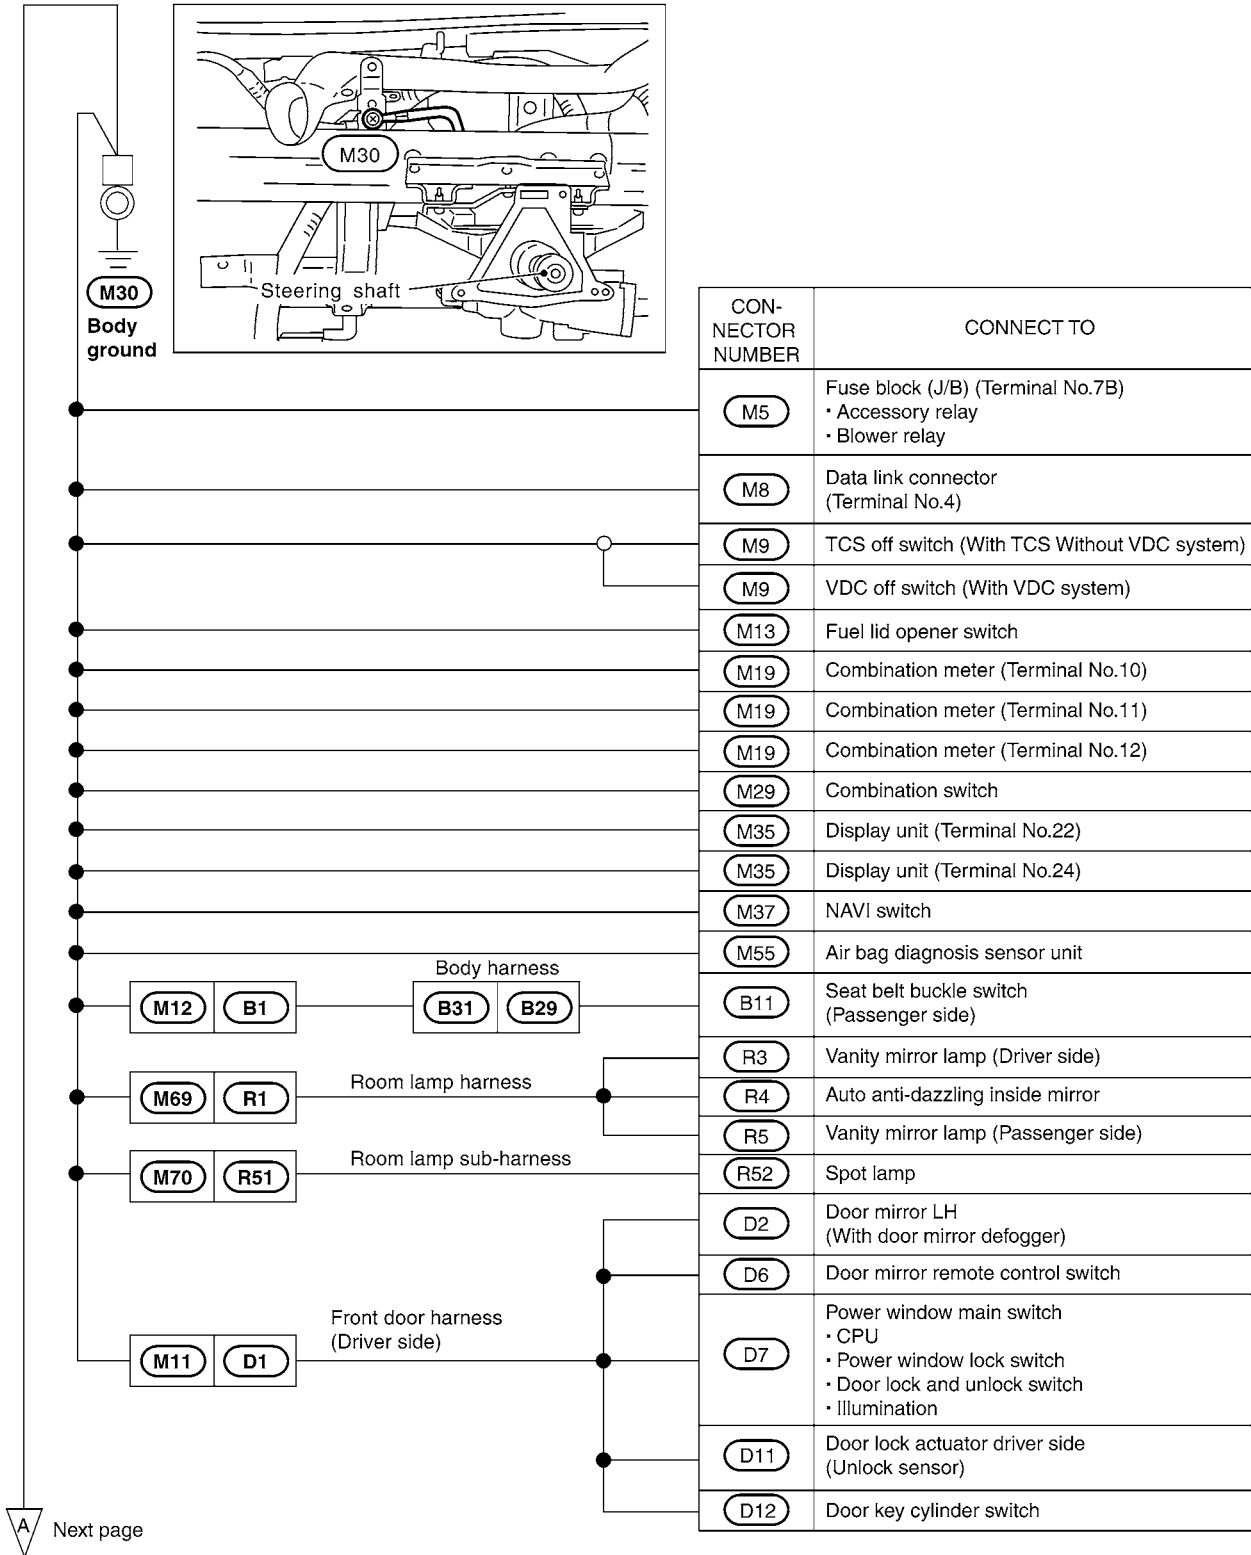 M30
Steering shaft
M30
Body
ground
CON-
NECTOR
NUMBER
CONNECT TO
M5
Fuse block (J/B) (Terminal No.7B)
· Accessory relay
· Blower relay
M8
Data link connector
(Terminal No.4)
M9
TCS off switch (With TCS Without VDC system)
M9
VDC off switch (With VDC system)
M13
Fuel lid opener switch
M19
Combination meter (Terminal No.10)
M19
Combination meter (Terminal No.11)
M19
Combination meter (Terminal No.12)
M29
Combination switch
M35
Display unit (Terminal No.22)
M35
Display unit (Terminal No.24)
M37
NAVI switch
M55
Air bag diagnosis sensor unit
Body harness
M12 B1
B31 B29
B11
Seat belt buckle switch
(Passenger side)
R3
Vanity mirror lamp (Driver side)
Room lamp harness
M69 R1
R4
Auto anti-dazzling inside mirror
R5
Vanity mirror lamp (Passenger side)
Room lamp sub-harness
M70 R51
R52
Spot lamp
D2
Door mirror LH
(With door mirror defogger)
D6
Door mirror remote control switch
Front door harness
(Driver side)
M11 D1
D7
Power window main switch
· CPU
· Power window lock switch
· Door lock and unlock switch
· Illumination
D11
Door lock actuator driver side
(Unlock sensor)
D12
Door key cylinder switch
A
Next page